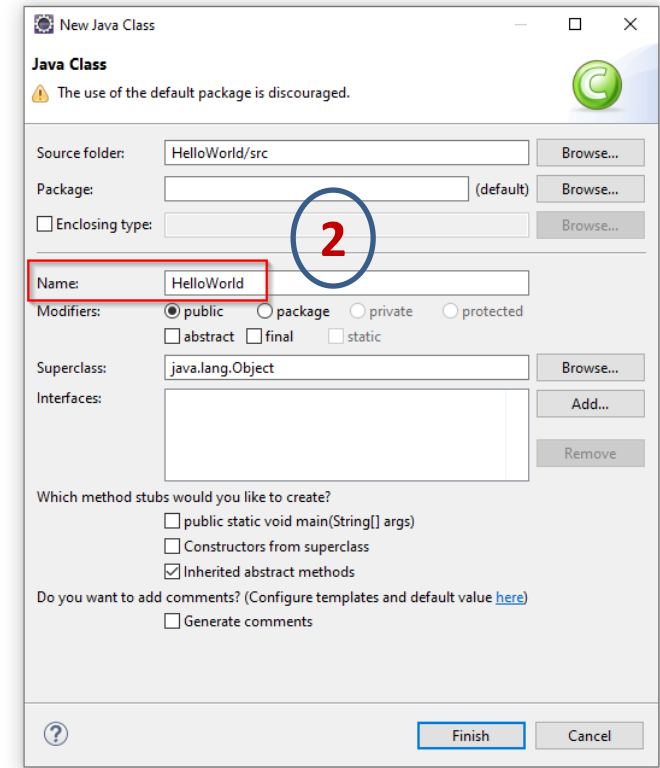 New Java Class
Java Class
The use of the default package is discouraged.
Source folder: HelloWorld/src Browse...
Package: (default) Browse...
Enclosing type: Browse...
2
Name: HelloWorld
Modifiers: public package private protected
abstract final static
Superclass: java.lang.Object Browse...
Interfaces: Add...
Remove
Which method stubs would you like to create?
public static void main(String[] args)
Constructors from superclass
Inherited abstract methods
Do you want to add comments? (Configure templates and default value here)
Generate comments
? Finish Cancel